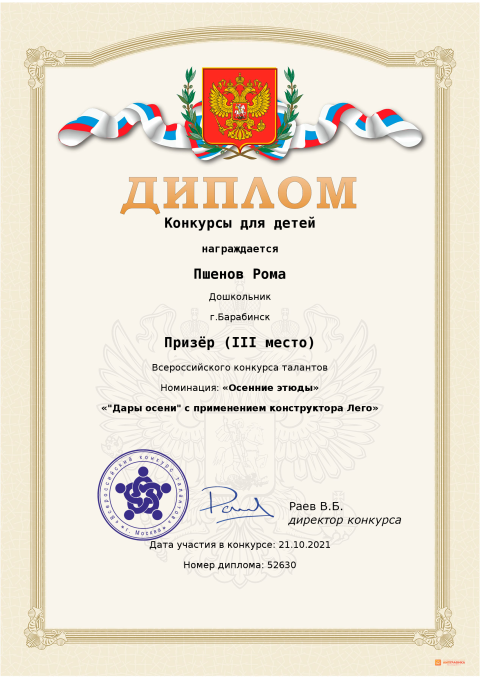 ДИПЛОМ
Конкурсы для детей
награждается
Пшенов Рома
Дошкольник
г.Барабинск
Призёр (III место)
Всероссийского конкурса талантов
Номинация: «Осенние этюды»
«"Дары осени" с применением конструктора Лего»
Всероссийский конкурс талантов
г. Москва
Раев В.Б.
директор конкурса
Дата участия в конкурсе: 21.10.2021
Номер диплома: 52630